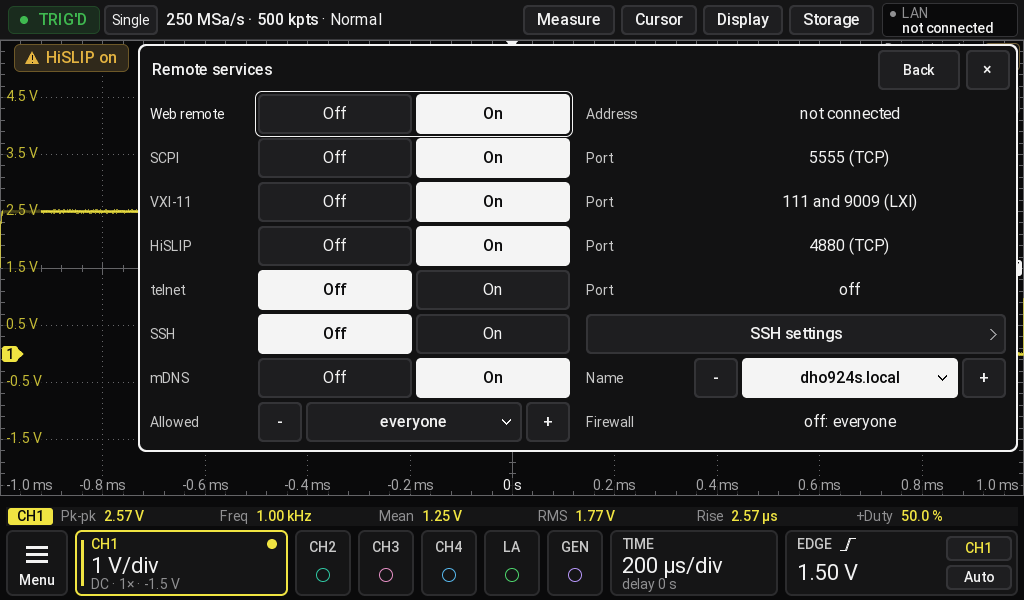 TRIG'D Single 250 MSa/s · 500 kpts · Normal Measure Cursor Display Storage LAN
not connected
HiSLIP on
Remote services Back ×
Web remote Off On Address not connected
SCPI Off On Port 5555 (TCP)
VXI-11 Off On Port 111 and 9009 (LXI)
HiSLIP Off On Port 4880 (TCP)
telnet Off On Port off
SSH Off On SSH settings
mDNS Off On Name - dho924s.local +
Allowed - everyone + Firewall off: everyone
4.5 V
3.5 V
2.5 V
1.5 V
0.5 V
1
-0.5 V
-1.5 V
-1.0 ms -0.8 ms -0.6 ms -0.4 ms -0.2 ms 0 s 0.2 ms 0.4 ms 0.6 ms 0.8 ms 1.0 ms
CH1 Pk-pk 2.57 V Freq 1.00 kHz Mean 1.25 V RMS 1.77 V Rise 2.57 µs +Duty 50.0 %
Menu
CH1
1 V/div
DC · 1× · -1.5 V
CH2 CH3 CH4 LA GEN
TIME
200 µs/div
delay 0 s
EDGE
1.50 V
CH1
Auto